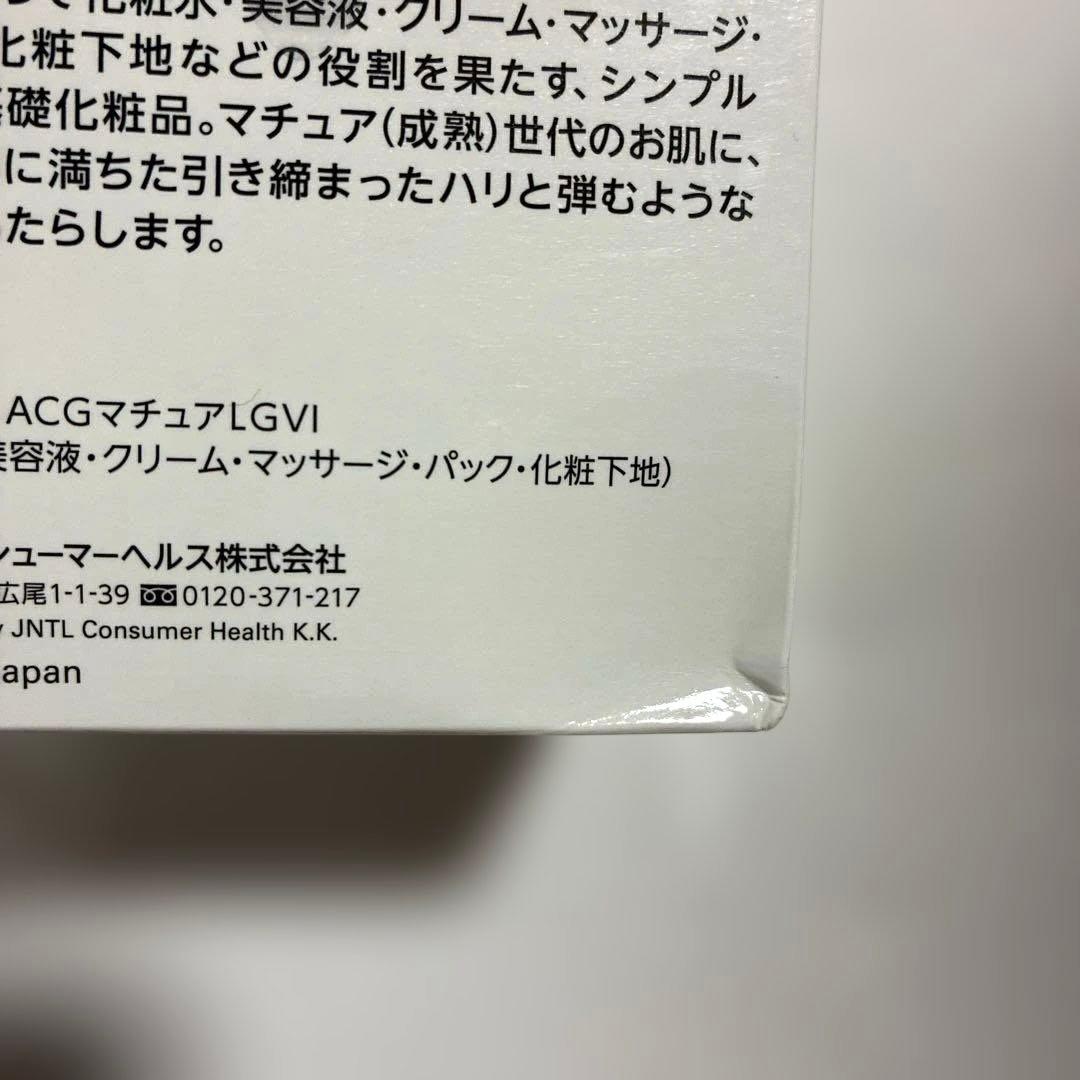 て化粧水・美容液・クリーム・マッサージ・
化粧下地などの役割を果たす、シンプル
礎化粧品。マチュア(成熟)世代のお肌に、
に満ちた引き締まったハリと弾むような
たらします。
ACGマチュアLGVI
美容液・クリーム・マッサージ・パック・化粧下地)
シューマーヘルス株式会社
広尾1-1-39 0120-371-217
y JNTL Consumer Health K.K.
Japan